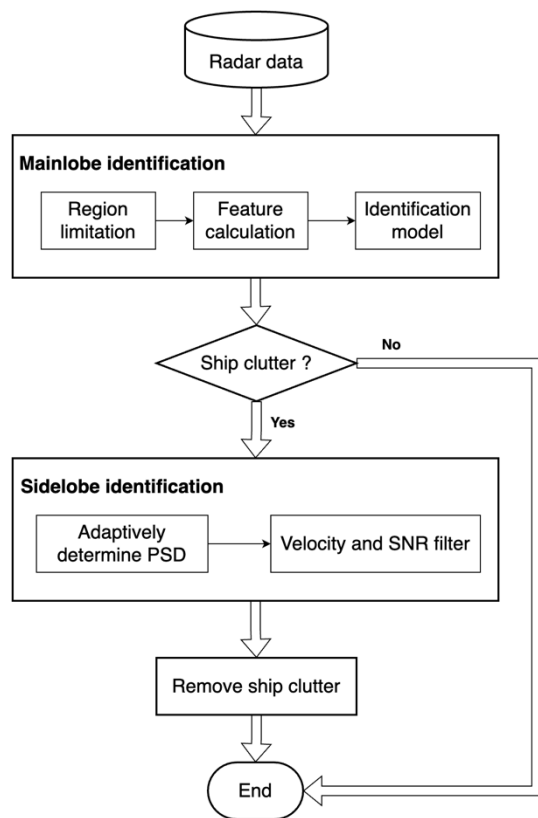 Radar data
Mainlobe identification
Region
limitation
Feature
calculation
Identification
model
Ship clutter ?
No
Yes
Sidelobe identification
Adaptively
determine PSD
Velocity and SNR filter
Remove ship clutter
End